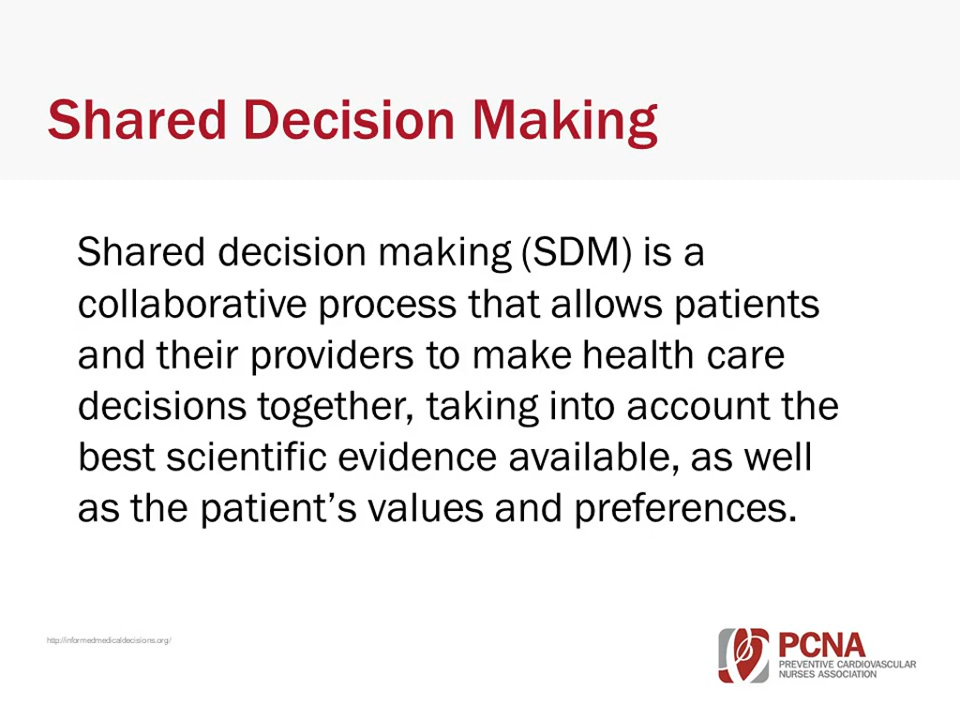 Shared Decision Making
Shared decision making (SDM) is a
collaborative process that allows patients
and their providers to make health care
decisions together, taking into account the
best scientific evidence available, as well
as the patient’s values and preferences.
http://informedmedicaldecisions.org/
PCNA
PREVENTIVE CARDIOVASCULAR
NURSES ASSOCIATION